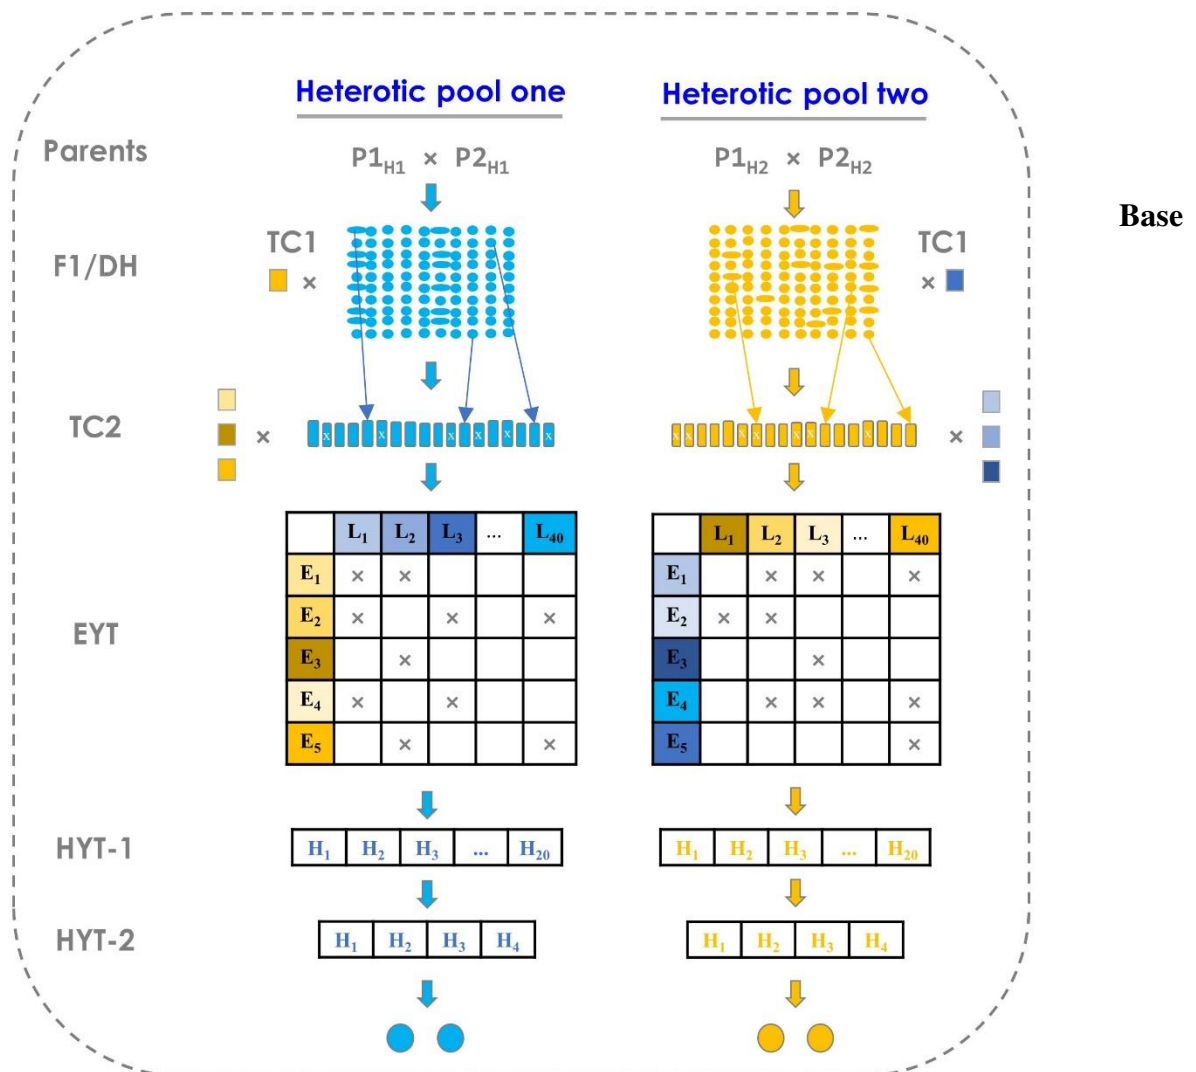 Heterotic pool one
Heterotic pool two
Parents
P1H1 × P2H1
P1H2 × P2H2
Base
F1/DH
TC1
×
TC1
×
TC2
×
x x x x x
x x x x x x x
×
EYT
L1 L2 L3 ... L40
E1 × ×
E2 × × ×
E3 ×
E4 × ×
E5 × ×
L1 L2 L3 ... L40
E1 × × ×
E2 × ×
E3 ×
E4 × × ×
E5 ×
HYT-1
H1 H2 H3 ... H20
H1 H2 H3 ... H20
HYT-2
H1 H2 H3 H4
H1 H2 H3 H4